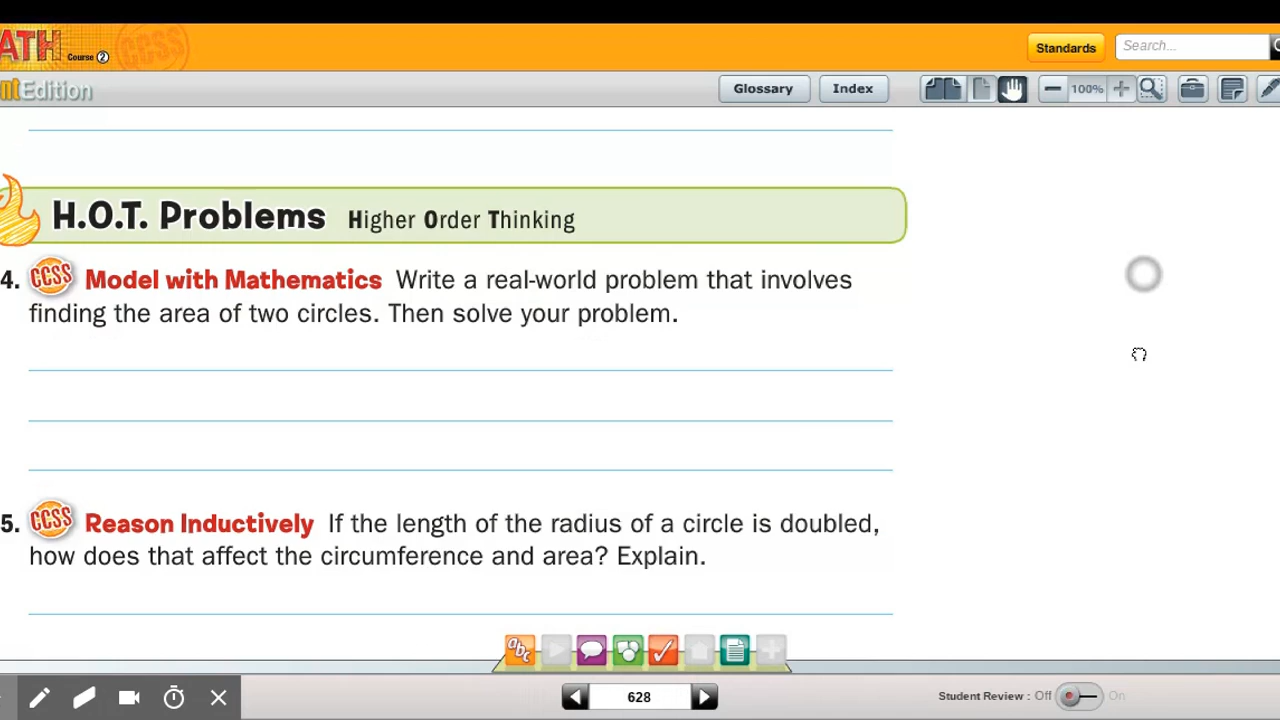 ATH Course 2 CCSS
Standards
Search...
ntEdition
Glossary
Index
100%
H.O.T. Problems Higher Order Thinking
4. CCSS Model with Mathematics Write a real-world problem that involves
finding the area of two circles. Then solve your problem.
5. CCSS Reason Inductively If the length of the radius of a circle is doubled,
how does that affect the circumference and area? Explain.
abc
628
Student Review : Off On